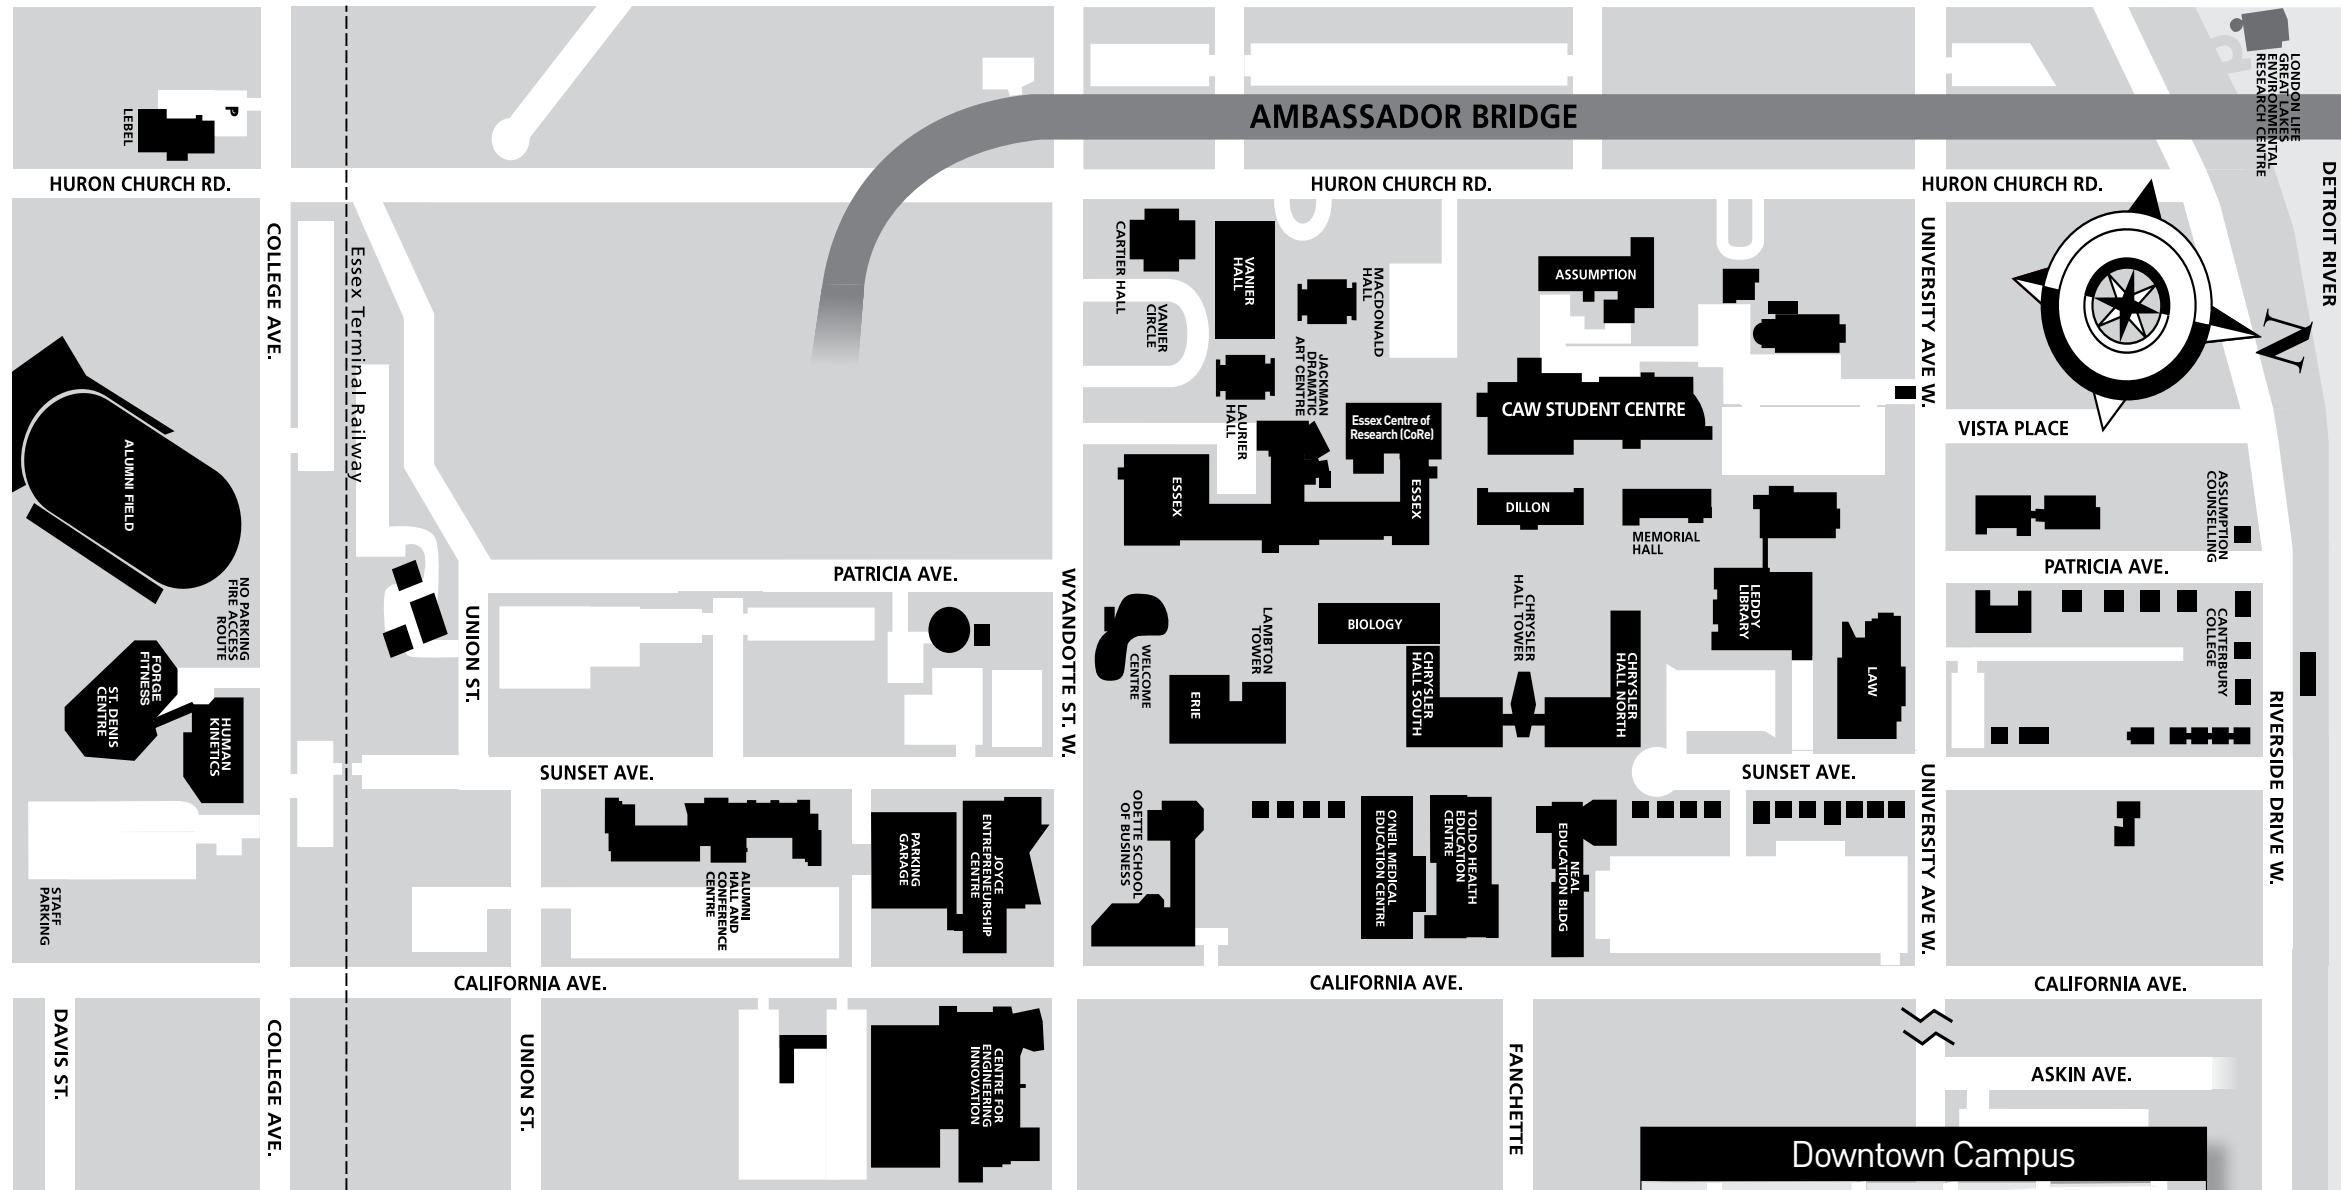 LONDON LIFE
GREAT LAKES
ENVIRONMENTAL
RESEARCH CENTRE
AMBASSADOR BRIDGE
P
LEBEL
DETROIT RIVER
HURON CHURCH RD.
HURON CHURCH RD.
HURON CHURCH RD.
COLLEGE AVE.
Essex Terminal Railway
CARTIER HALL
VANIER
HALL
VANIER
CIRCLE
MACDONALD
HALL
ASSUMPTION
UNIVERSITY AVE W.
N
JACKMAN
DRAMATIC
ART CENTRE
LAURIER
HALL
Essex Centre of
Research (CoRe)
CAW STUDENT CENTRE
VISTA PLACE
ALUMNI FIELD
ESSEX
ESSEX
DILLON
MEMORIAL
HALL
ASSUMPTION
COUNSELLING
PATRICIA AVE.
PATRICIA AVE.
NO PARKING
FIRE ACCESS
ROUTE
UNION ST.
WYANDOTTE ST. W.
WELCOME
CENTRE
LAMBTON
TOWER
BIOLOGY
CHRYSLER
HALL TOWER
LEDDY
LIBRARY
CANTERBURY
COLLEGE
FORGE
FITNESS
ST. DENIS
CENTRE
HUMAN
KINETICS
ERIE
CHRYSLER
HALL SOUTH
CHRYSLER
HALL NORTH
LAW
RIVERSIDE DRIVE W.
SUNSET AVE.
SUNSET AVE.
UNIVERSITY AVE W.
ALUMNI
HALL AND
CONFERENCE
CENTRE
PARKING
GARAGE
JOYCE
ENTREPRENEURSHIP
CENTRE
ODETTE SCHOOL
OF BUSINESS
O'NEIL MEDICAL
EDUCATION CENTRE
TOLDO HEALTH
EDUCATION
CENTRE
NEAL
EDUCATION BLDG
STAFF
PARKING
CALIFORNIA AVE.
CALIFORNIA AVE.
CALIFORNIA AVE.
DAVIS ST.
COLLEGE AVE.
UNION ST.
CENTRE FOR
ENGINEERING
INNOVATION
FANCHETTE
ASKIN AVE.
Downtown Campus